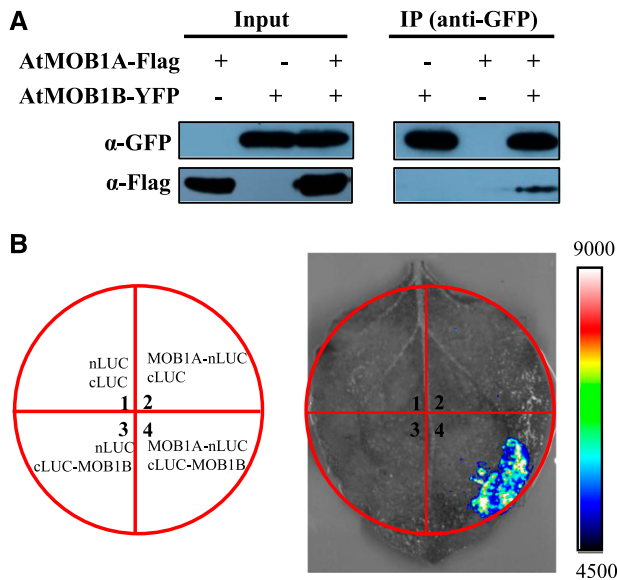 A
Input
IP (anti-GFP)
AtMOB1A-Flag + - + - + +
AtMOB1B-YFP - + + + - +
α-GFP
α-Flag
B
nLUC
cLUC
MOB1A-nLUC
cLUC
1 2
3 4
nLUC
cLUC-MOB1B
MOB1A-nLUC
cLUC-MOB1B
1 2
3 4
9000
4500